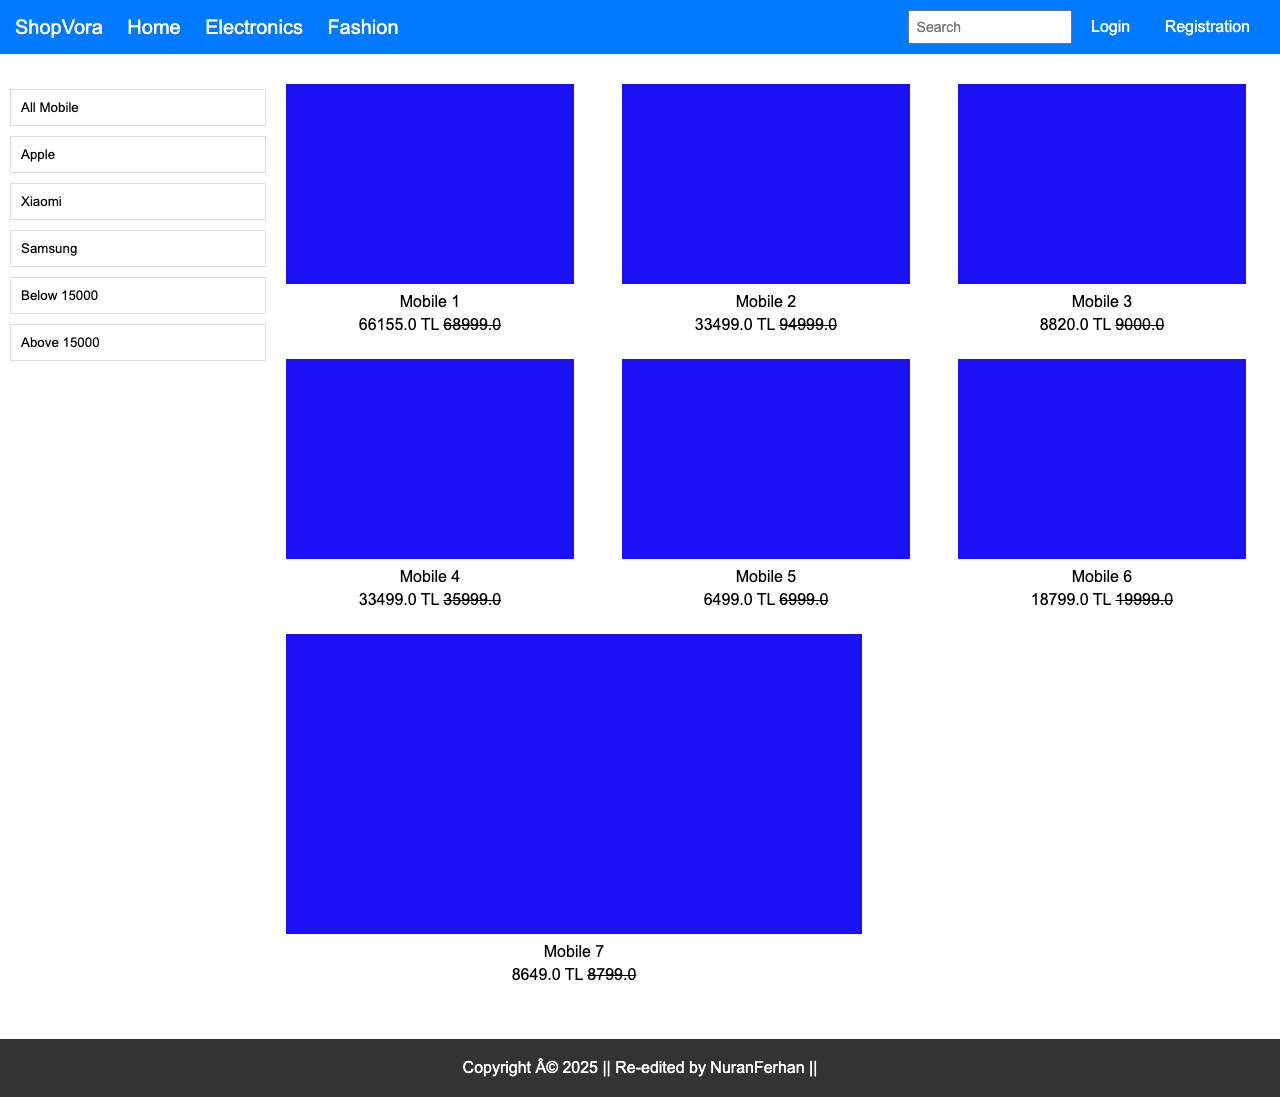 ShopVora Home Electronics Fashion Search Login Registration
All Mobile
Apple
Xiaomi
Samsung
Below 15000
Above 15000
Mobile 1
66155.0 TL 68999.0
Mobile 2
33499.0 TL 94999.0
Mobile 3
8820.0 TL 9000.0
Mobile 4
33499.0 TL 35999.0
Mobile 5
6499.0 TL 6999.0
Mobile 6
18799.0 TL 19999.0
Mobile 7
8649.0 TL 8799.0
Copyright Â© 2025 || Re-edited by NuranFerhan ||